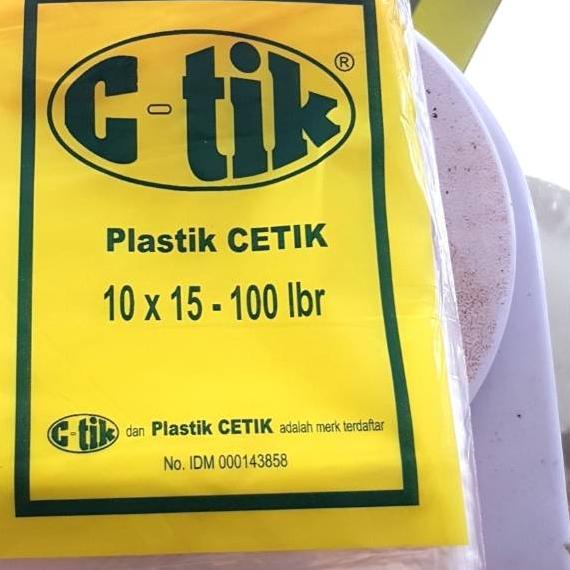 C-tik ®
Plastik CETIK
10 x 15 - 100 lbr
C-tik dan Plastik CETIK adalah merk terdaftar
No. IDM 000143858